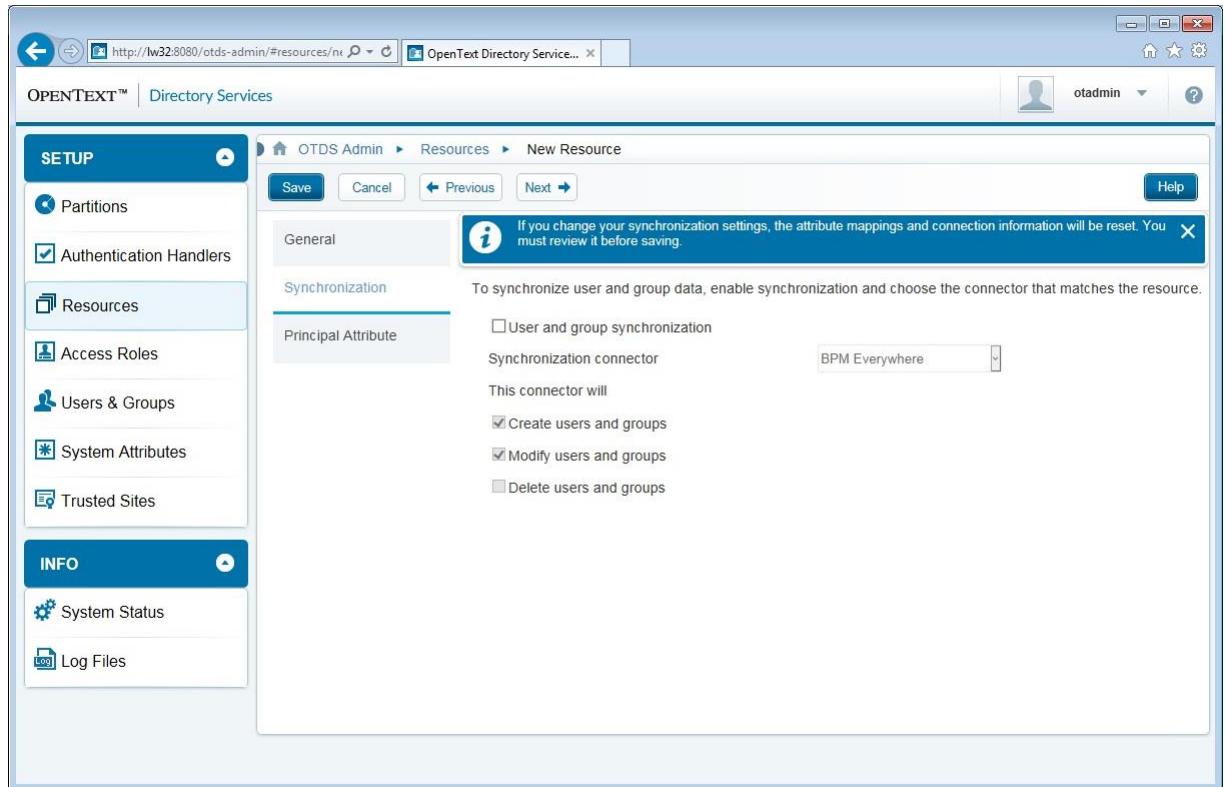 http://lw32:8080/otds-admin/#resources/ne
OpenText Directory Service...
OPENTEXT™ | Directory Services
otadmin
SETUP
Partitions
Authentication Handlers
Resources
Access Roles
Users & Groups
System Attributes
Trusted Sites
INFO
System Status
Log
Log Files
OTDS Admin ▸ Resources ▸ New Resource
Save Cancel Previous Next Help
General
Synchronization
Principal Attribute
If you change your synchronization settings, the attribute mappings and connection information will be reset. You
must review it before saving.
To synchronize user and group data, enable synchronization and choose the connector that matches the resource.
User and group synchronization
Synchronization connector BPM Everywhere
This connector will
Create users and groups
Modify users and groups
Delete users and groups